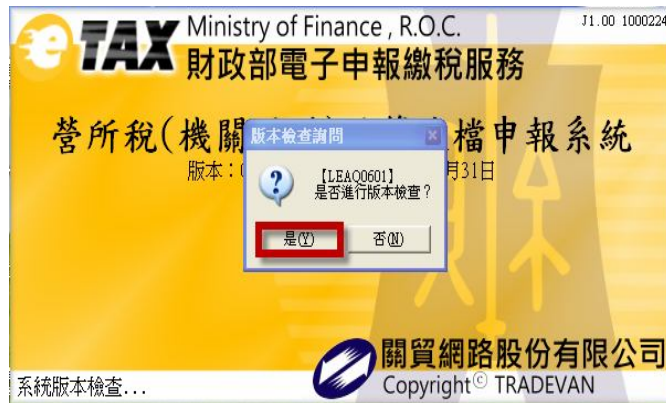 e TAX Ministry of Finance , R.O.C.
J1.00 1000224
財政部電子申報繳稅服務
營所稅(機關
檔申報系統
版本：
月31日
版本檢查詢問
【LEAQ0601】
是否進行版本檢查？
是(Y)
否(N)
關貿網路股份有限公司
Copyright© TRADEVAN
系統版本檢查...